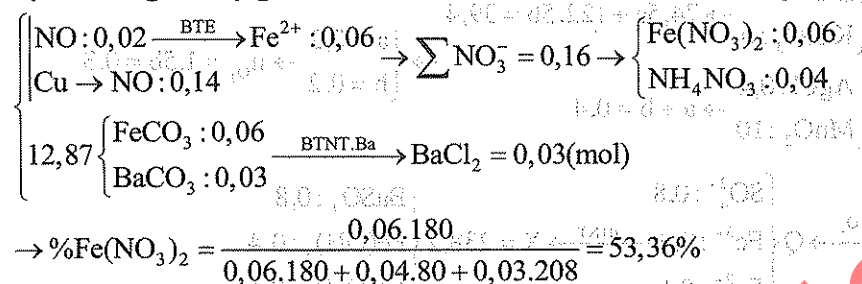 NO : 0,02 —BTE→ Fe²⁺ : 0,06 → ∑ NO₃⁻ = 0,16 → { Fe(NO₃)₂ : 0,06
Cu → NO : 0,14 NH₄NO₃ : 0,04
12,87 { FeCO₃ : 0,06
BaCO₃ : 0,03 —BTNT.Ba→ BaCl₂ = 0,03(mol)
→ %Fe(NO₃)₂ = 0,06.180 / (0,06.180 + 0,04.80 + 0,03.208) = 53,36%